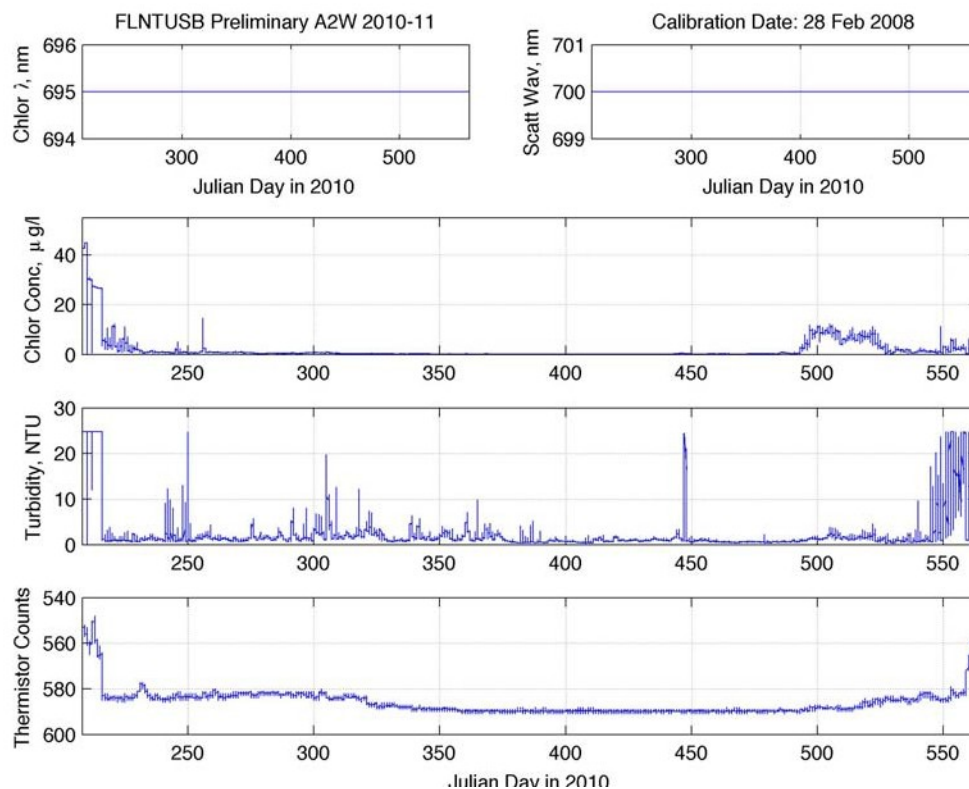 FLNTUSB Preliminary A2W 2010-11
Calibration Date: 28 Feb 2008
Chlor λ, nm
696
695
694
300 400 500
Julian Day in 2010
Scatt Wav, nm
701
700
699
300 400 500
Julian Day in 2010
Chlor Conc, μ g/l
40
20
0
250 300 350 400 450 500 550
Turbidity, NTU
30
20
10
0
250 300 350 400 450 500 550
Thermistor Counts
540
560
580
600
250 300 350 400 450 500 550
Julian Day in 2010